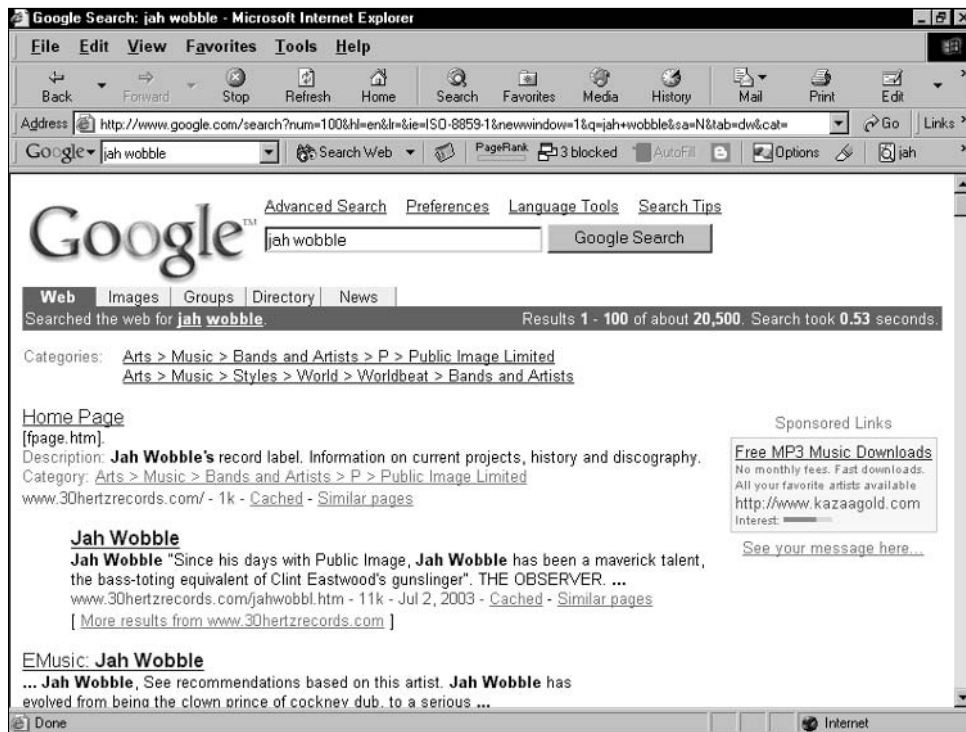 Google Search: jah wobble - Microsoft Internet Explorer
File Edit View Favorites Tools Help
Back Forward Stop Refresh Home Search Favorites Media History Mail Print Edit
Address http://www.google.com/search?num=100&hl=en&lr=&ie=ISO-8859-1&newwindow=1&q=jah+wobble&sa=N&tab=dw&cat= Go Links
Google jah wobble Search Web PageRank 3 blocked AutoFill Options jah
Advanced Search Preferences Language Tools Search Tips
Google™ jah wobble Google Search
Web Images Groups Directory News
Searched the web for jah wobble. Results 1 - 100 of about 20,500. Search took 0.53 seconds.
Categories: Arts > Music > Bands and Artists > P > Public Image Limited
Arts > Music > Styles > World > Worldbeat > Bands and Artists
Home Page
[fpage.htm].
Description: Jah Wobble's record label. Information on current projects, history and discography.
Category: Arts > Music > Bands and Artists > P > Public Image Limited
www.30hertzrecords.com/ - 1k - Cached - Similar pages
Jah Wobble
Jah Wobble "Since his days with Public Image, Jah Wobble has been a maverick talent,
the bass-toting equivalent of Clint Eastwood's gunslinger". THE OBSERVER. ...
www.30hertzrecords.com/jahwobbl.htm - 11k - Jul 2, 2003 - Cached - Similar pages
[ More results from www.30hertzrecords.com ]
EMusic: Jah Wobble
... Jah Wobble, See recommendations based on this artist. Jah Wobble has
evolved from being the clown prince of cockney dub, to a serious ...
Sponsored Links
Free MP3 Music Downloads
No monthly fees. Fast downloads.
All your favorite artists available
http://www.kazaagold.com
Interest:
See your message here...
Done Internet